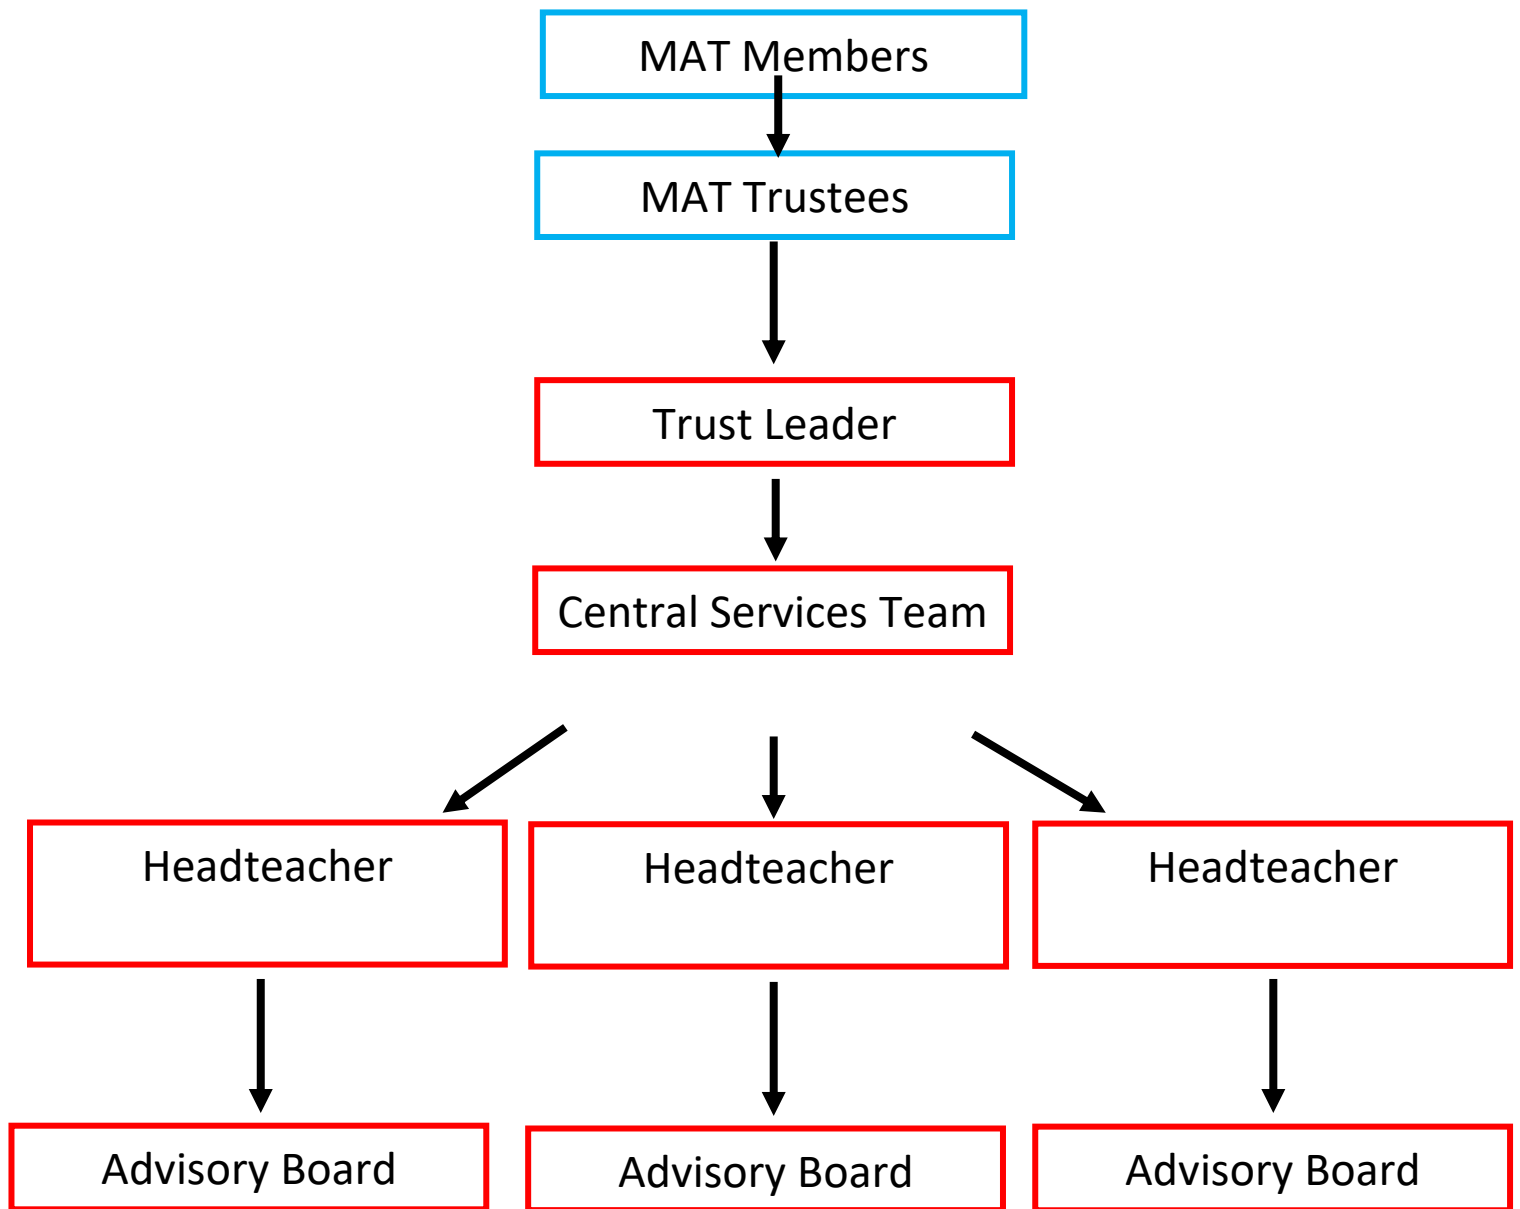 MAT Members
MAT Trustees
Trust Leader
Central Services Team
Headteacher
Headteacher
Headteacher
Advisory Board
Advisory Board
Advisory Board